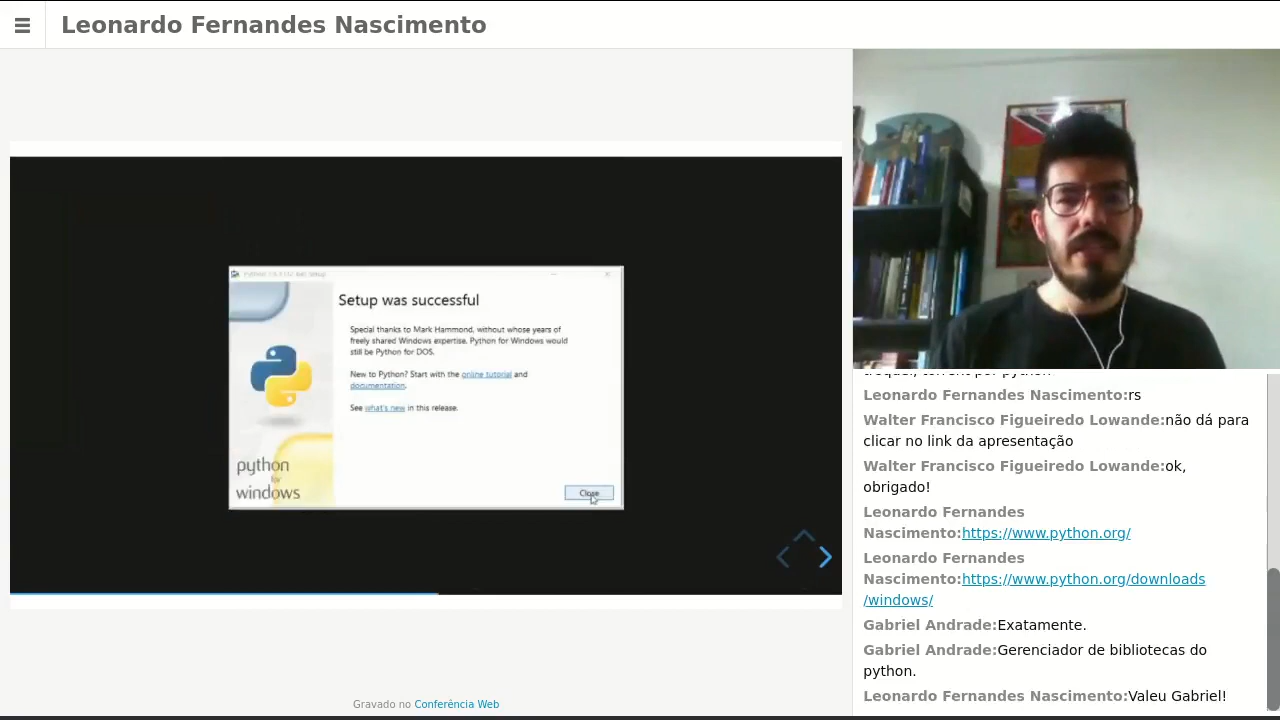 Leonardo Fernandes Nascimento
Setup was successful
Special thanks to Mark Hammond, without whose years of
freely shared Windows expertise, Python for Windows would
still be Python for DOS.
New to Python? Start with the online tutorial and
documentation.
See what's new in this release.
python
for
windows
Close
Gravado no Conferência Web
Leonardo Fernandes Nascimento:rs
Walter Francisco Figueiredo Lowande:não dá para
clicar no link da apresentação
Walter Francisco Figueiredo Lowande:ok,
obrigado!
Leonardo Fernandes
Nascimento:https://www.python.org/
Leonardo Fernandes
Nascimento:https://www.python.org/downloads
/windows/
Gabriel Andrade:Exatamente.
Gabriel Andrade:Gerenciador de bibliotecas do
python.
Leonardo Fernandes Nascimento:Valeu Gabriel!